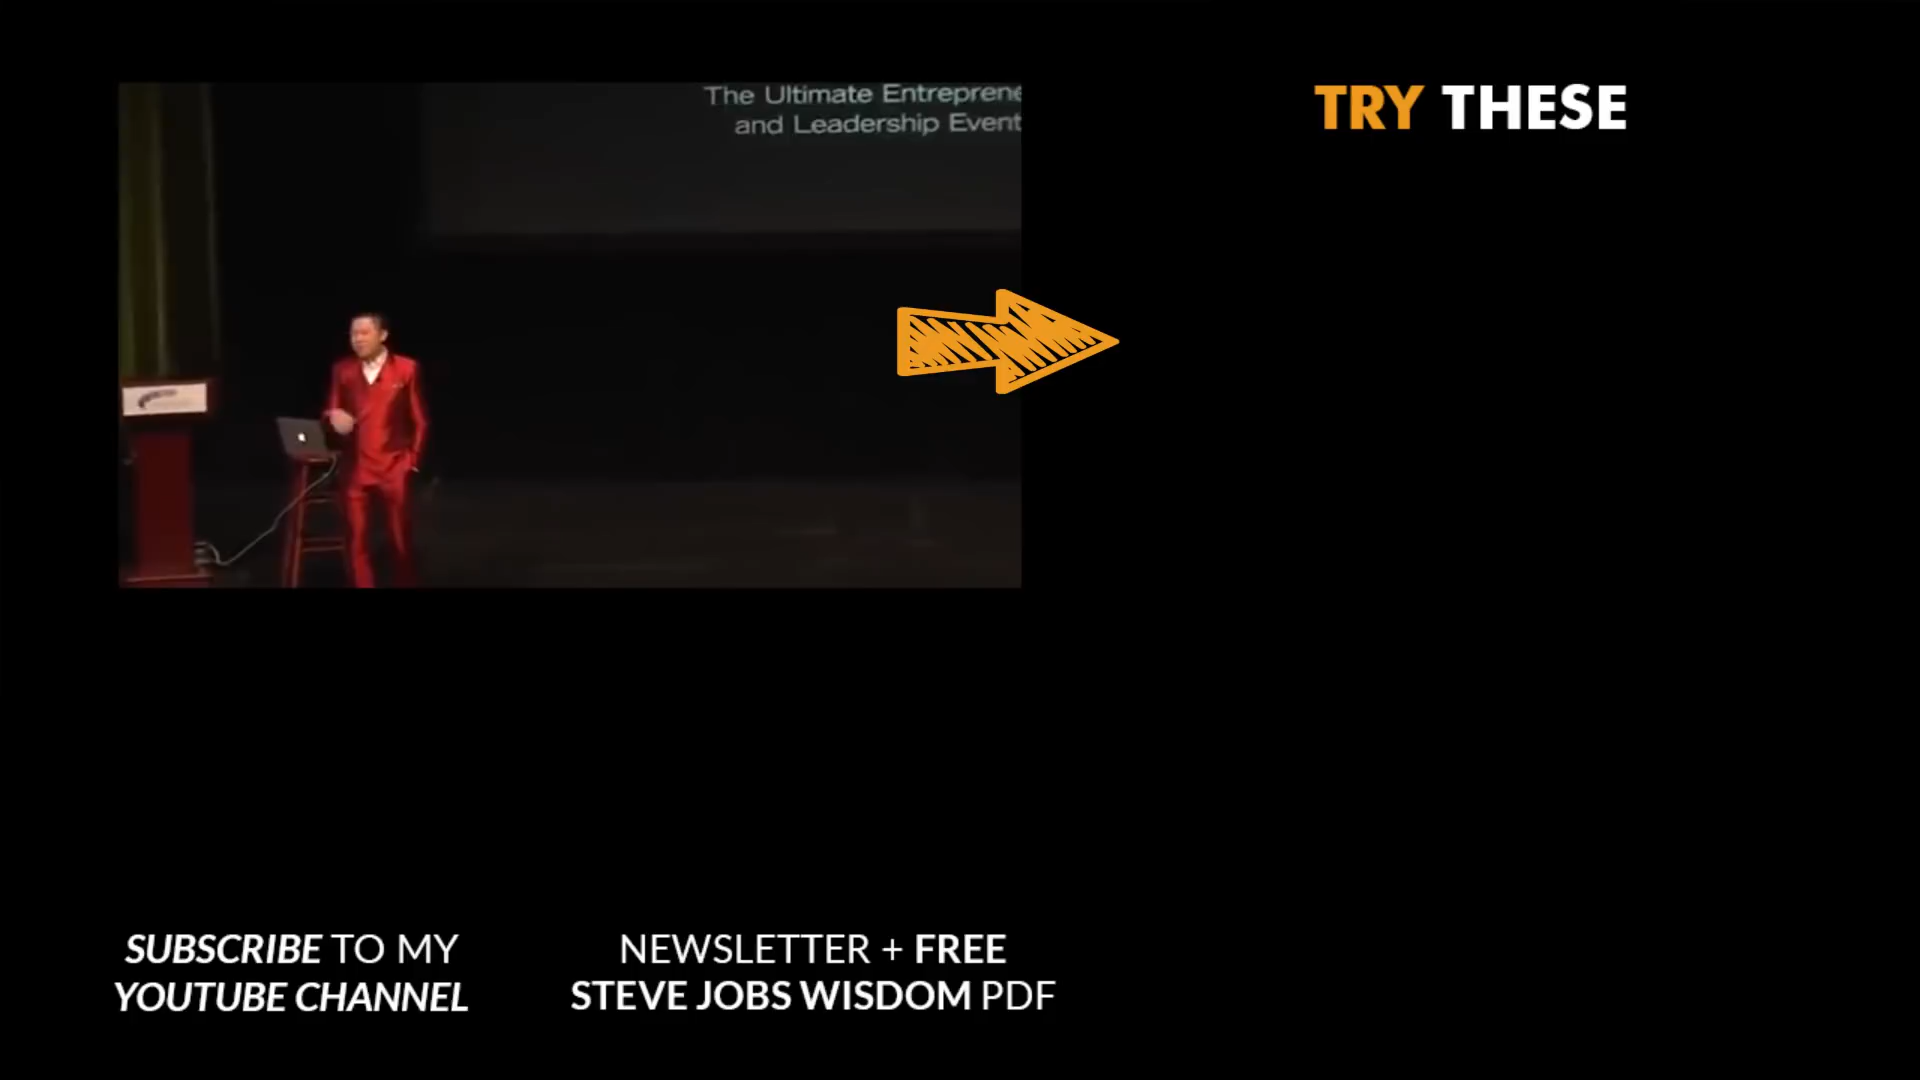 The Ultimate Entreprene
and Leadership Event
TRY THESE
SUBSCRIBE TO MY
YOUTUBE CHANNEL
NEWSLETTER + FREE
STEVE JOBS WISDOM PDF